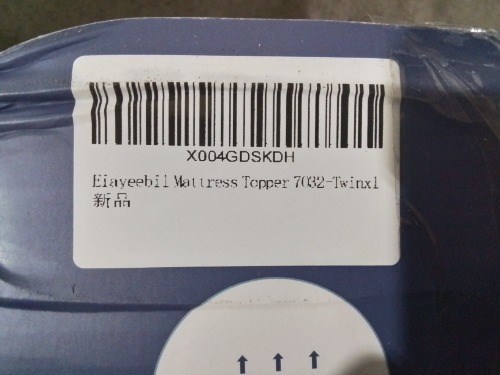 X004GDSKDH
Eiayeebil Mattress Topper 7032-Twinxl
新品